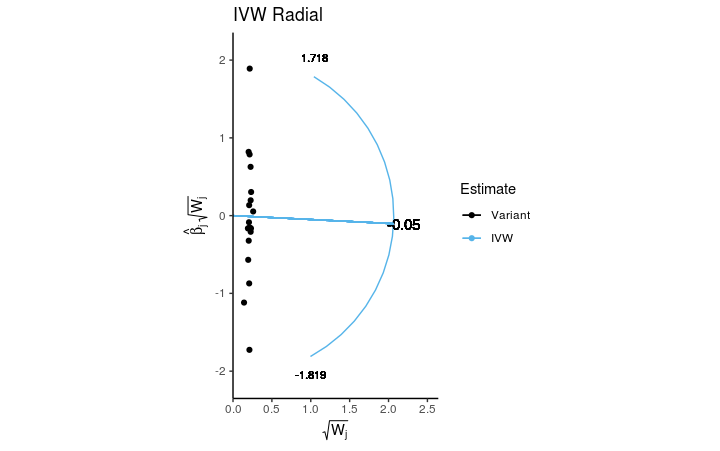 IVW Radial
1.718
2
1
0
-1
-2
-0.05
-1.819
β̂ⱼ√Wⱼ
0.0 0.5 1.0 1.5 2.0 2.5
√Wⱼ
Estimate
Variant
IVW